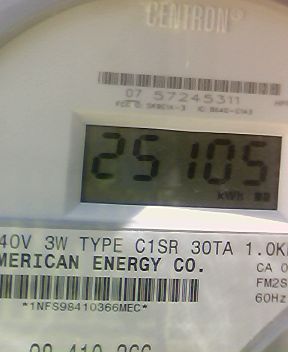 CENTRON®
07 57245311
25105
kWh
40V 3W TYPE C1SR 30TA 1.0K
MERICAN ENERGY CO.
CA 0
FM2S
*1NFS98410366MEC*
60Hz